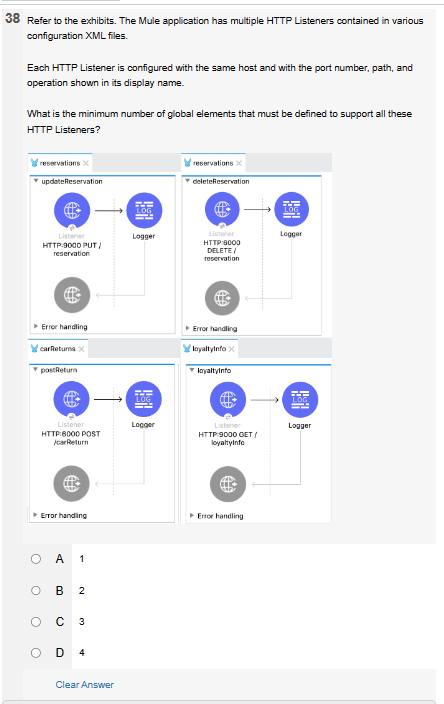 38 Refer to the exhibits. The Mule application has multiple HTTP Listeners contained in various
configuration XML files.
Each HTTP Listener is configured with the same host and with the port number, path, and
operation shown in its display name.
What is the minimum number of global elements that must be defined to support all these
HTTP Listeners?
reservations
updateReservation
LOG
Listener
Logger
HTTP:9000 PUT /
reservation
Error handling
reservations
deleteReservation
LOG
Listener
Logger
HTTP:6000
DELETE /
reservation
Error handling
carReturns
postReturn
LOG
Listener
Logger
HTTP:6000 POST
/carReturn
Error handling
loyaltyInfo
loyaltyinfo
LOG
Listener
Logger
HTTP:9000 GET /
loyaltyinfo
Error handling
A 1
B 2
C 3
D 4
Clear Answer